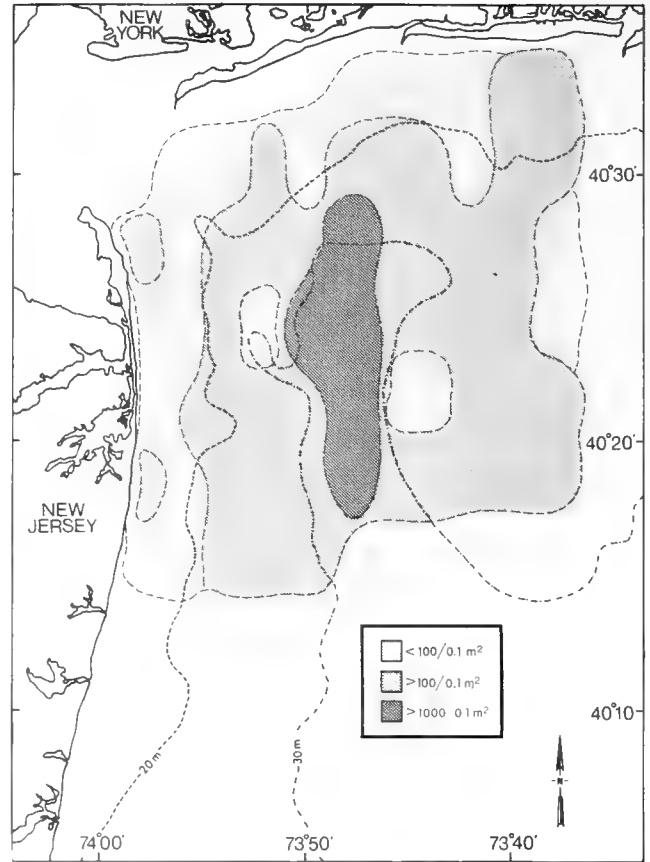 NEW
YORK
40°30'
40°20'
NEW
JERSEY
<100/0.1 m²
>100/0.1 m²
>1000 0.1 m²
40°10'
20 m
30 m
74°00'
73°50'
73°40'